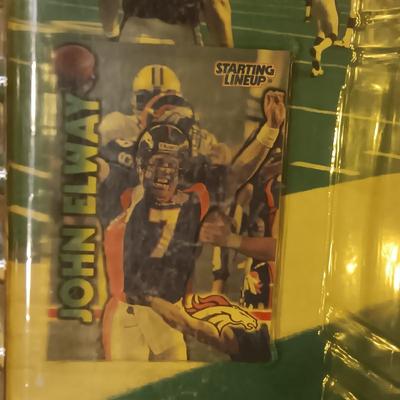 STARTING
LINEUP
JOHN ELWAY
7